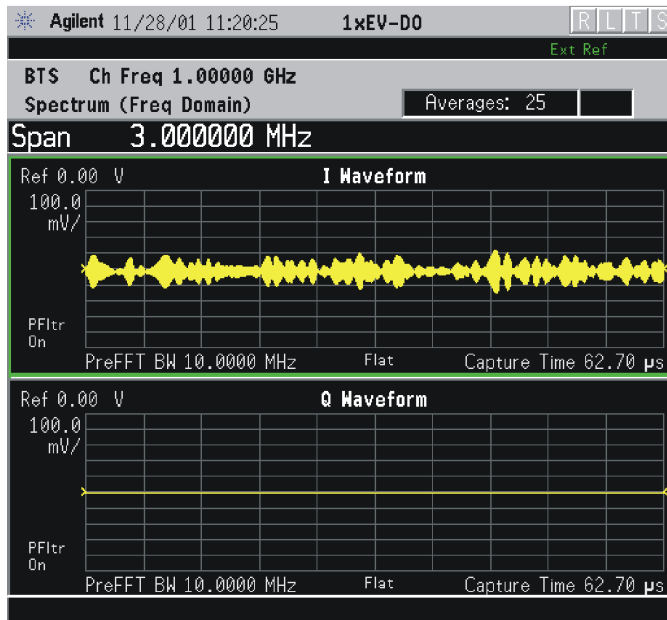 Agilent 11/28/01 11:20:25 1xEV-DO R L T S
Ext Ref
BTS Ch Freq 1.00000 GHz
Spectrum (Freq Domain) Averages: 25
Span 3.000000 MHz
Ref 0.00 V I Waveform
100.0
mV/
PFltr
On
PreFFT BW 10.0000 MHz Flat Capture Time 62.70 µs
Ref 0.00 V Q Waveform
100.0
mV/
PFltr
On
PreFFT BW 10.0000 MHz Flat Capture Time 62.70 µs